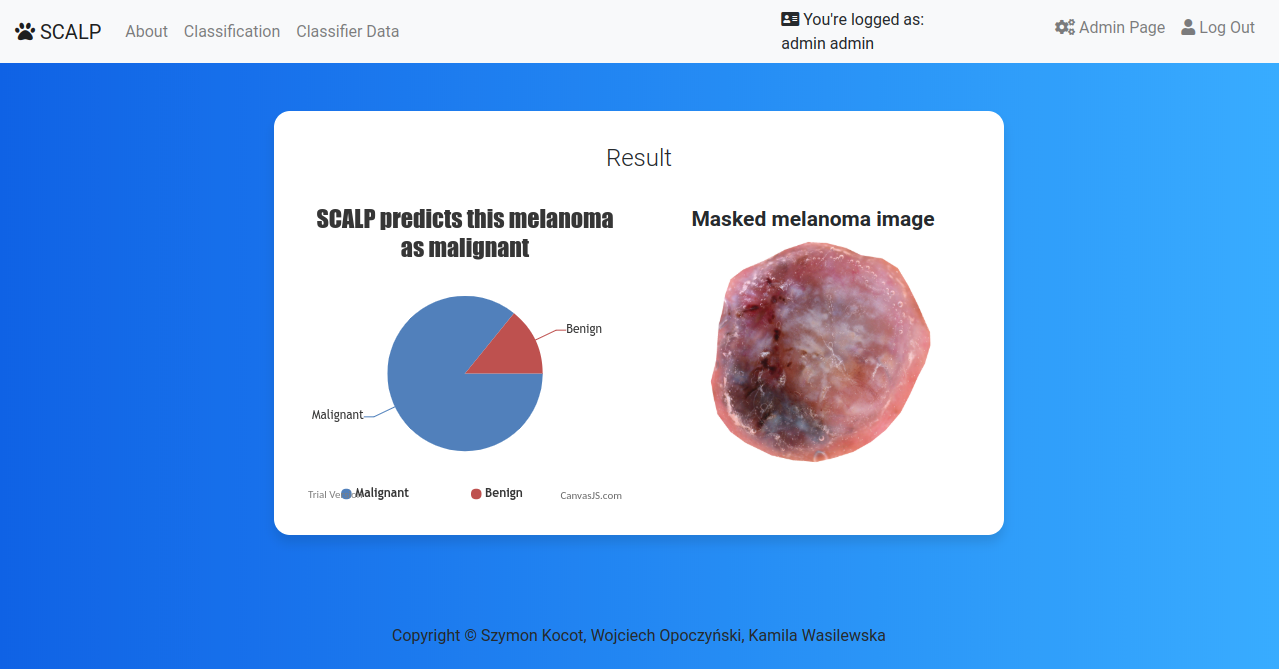 SCALP
About
Classification
Classifier Data
You're logged as:
admin admin
Admin Page
Log Out
Result
SCALP predicts this melanoma
as malignant
Masked melanoma image
Benign
Malignant
Trial
Malignant
Benign
CanvasJS.com
Copyright © Szymon Kocot, Wojciech Opoczyński, Kamila Wasilewska